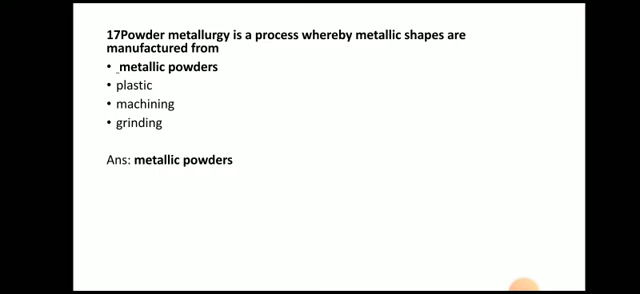 17Powder metallurgy is a process whereby metallic shapes are
manufactured from
• _metallic powders
• plastic
• machining
• grinding
Ans: metallic powders